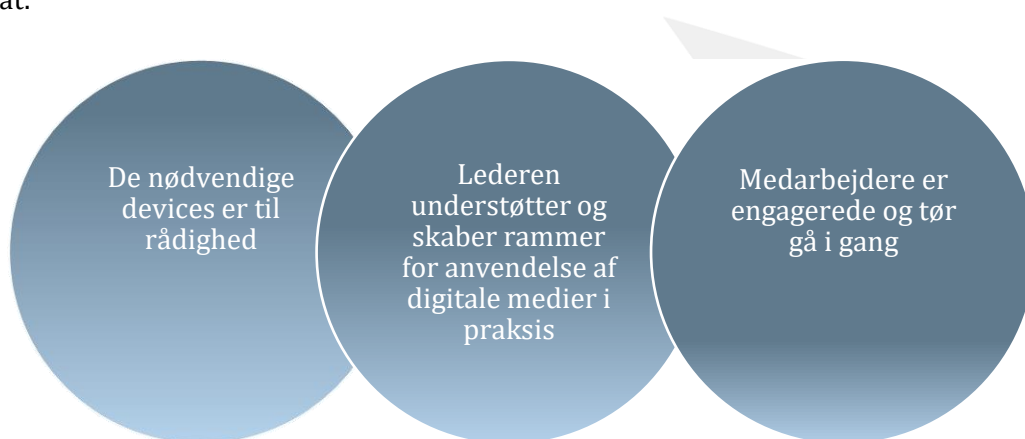 at:
De nødvendige
devices er til
rådighed
Lederen
understøtter og
skaber rammer
for anvendelse af
digitale medier i
praksis
Medarbejdere er
engagerede og tør
gå i gang